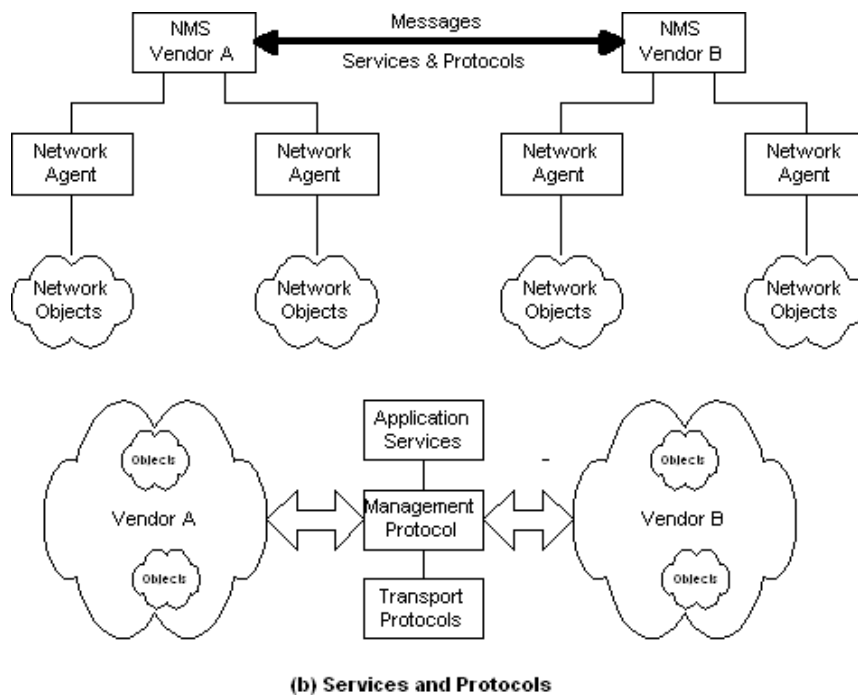 NMS
Vendor A
Messages
Services & Protocols
NMS
Vendor B
Network
Agent
Network
Agent
Network
Agent
Network
Agent
Network
Objects
Network
Objects
Network
Objects
Network
Objects
Objects
Vendor A
Objects
Application
Services
Management
Protocol
Transport
Protocols
Objects
Vendor B
Objects
(b) Services and Protocols